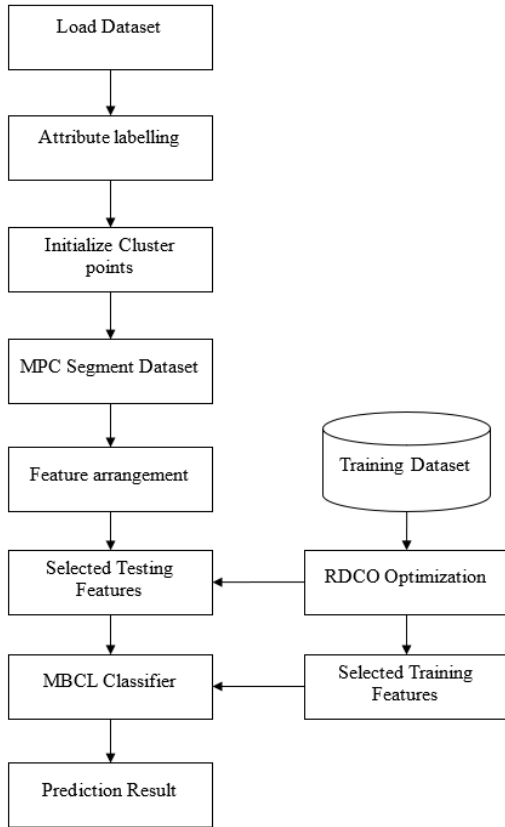 Load Dataset
Attribute labelling
Initialize Cluster
points
MPC Segment Dataset
Feature arrangement
Training Dataset
Selected Testing
Features
RDCO Optimization
MBCL Classifier
Selected Training
Features
Prediction Result